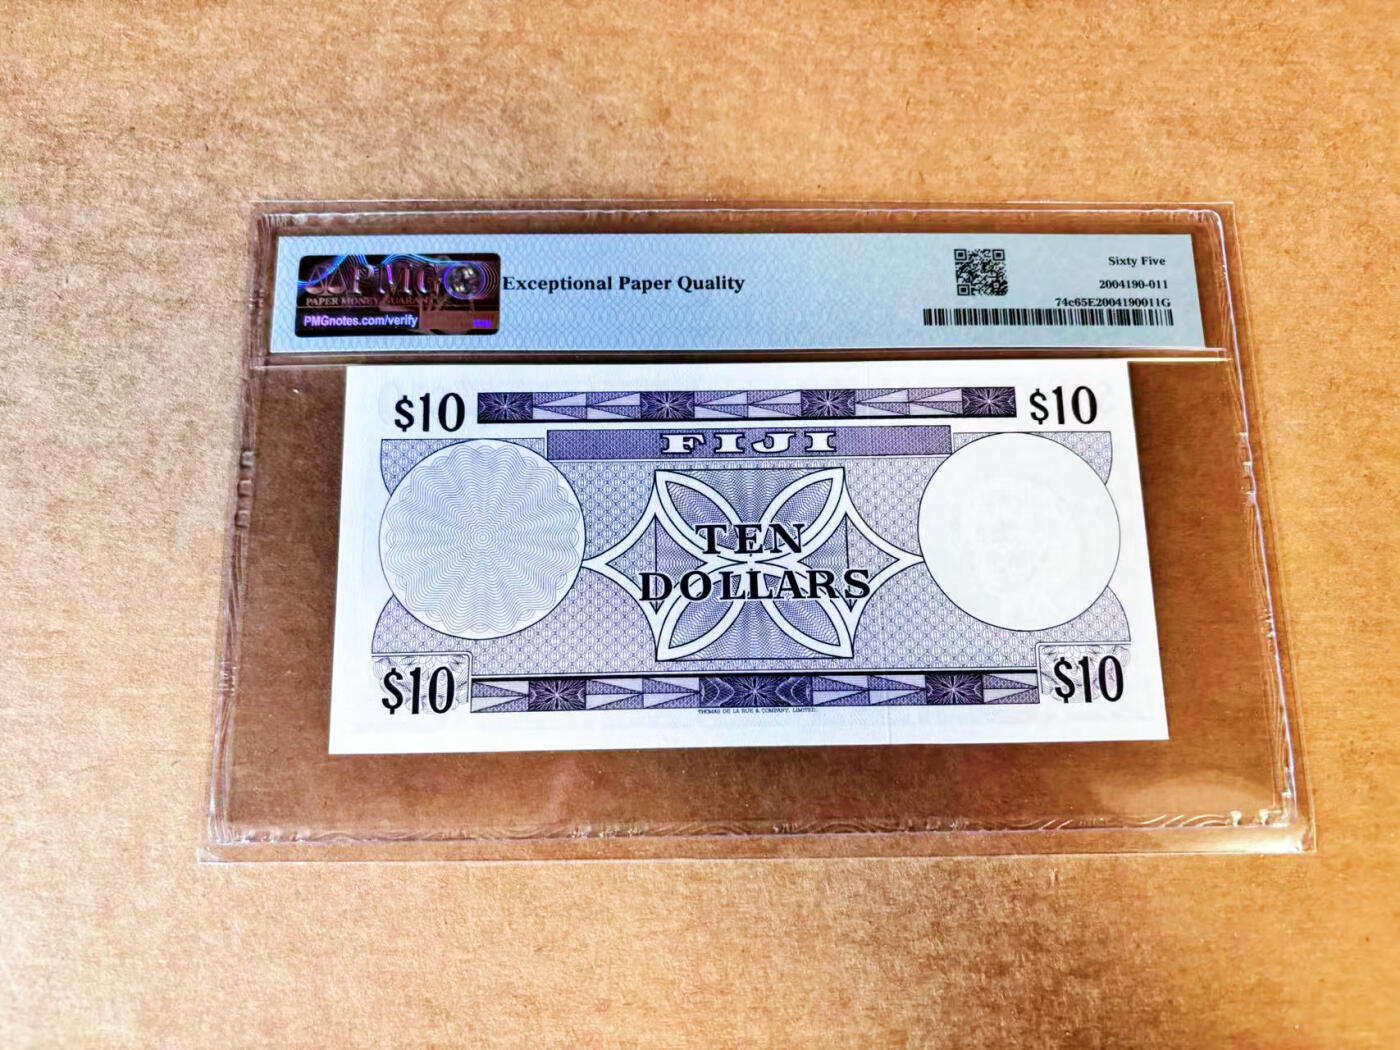 PMG
PAPER MONEY GUARANTY
PMGnotes.com/verify
Exceptional Paper Quality
Sixty Five
2004190-011
74c65E2004190011G
$10
$10
FIJI
TEN
DOLLARS
$10
$10
THOMAS DE LA RUE & COMPANY, LIMITED.